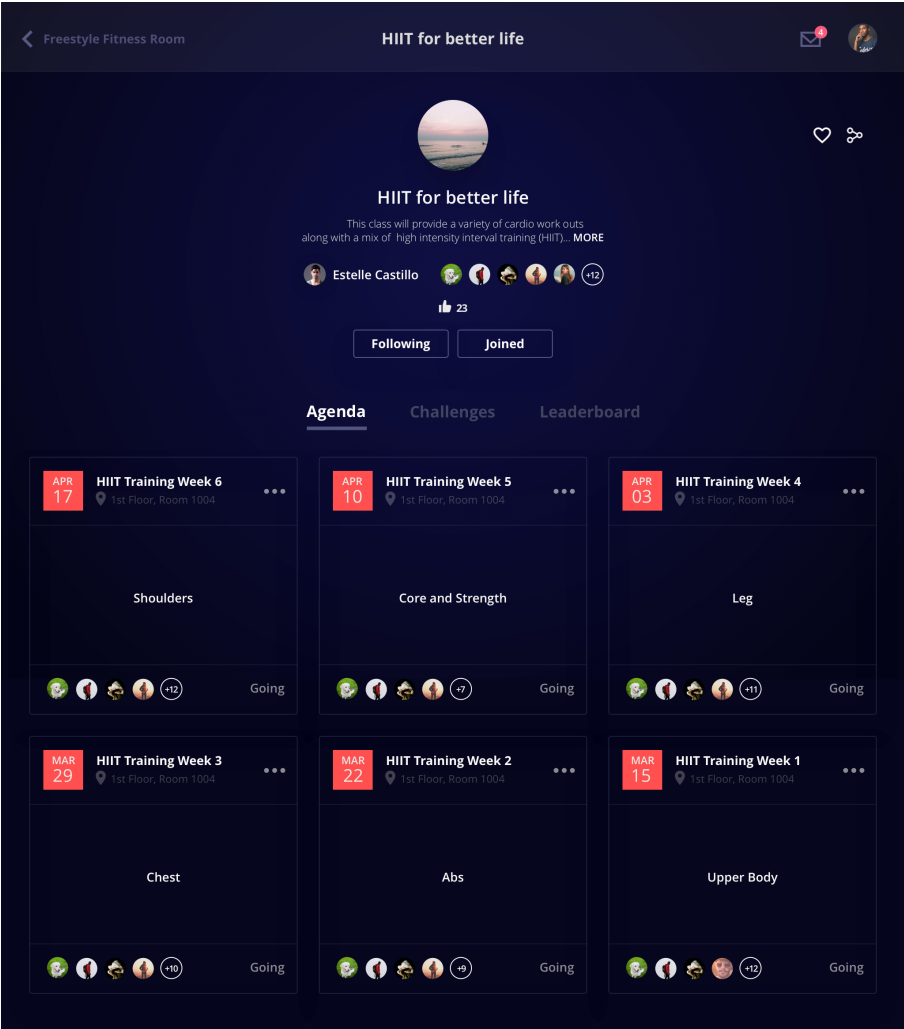 Freestyle Fitness Room
HIIT for better life
4
HIIT for better life
This class will provide a variety of cardio work outs
along with a mix of high intensity interval training (HIIT)... MORE
Estelle Castillo
+12
23
Following
Joined
Agenda
Challenges
Leaderboard
APR
17
HIIT Training Week 6
1st Floor, Room 1004
Shoulders
+12
Going
APR
10
HIIT Training Week 5
1st Floor, Room 1004
Core and Strength
+7
Going
APR
03
HIIT Training Week 4
1st Floor, Room 1004
Leg
+11
Going
MAR
29
HIIT Training Week 3
1st Floor, Room 1004
Chest
+10
Going
MAR
22
HIIT Training Week 2
1st Floor, Room 1004
Abs
+9
Going
MAR
15
HIIT Training Week 1
1st Floor, Room 1004
Upper Body
+12
Going